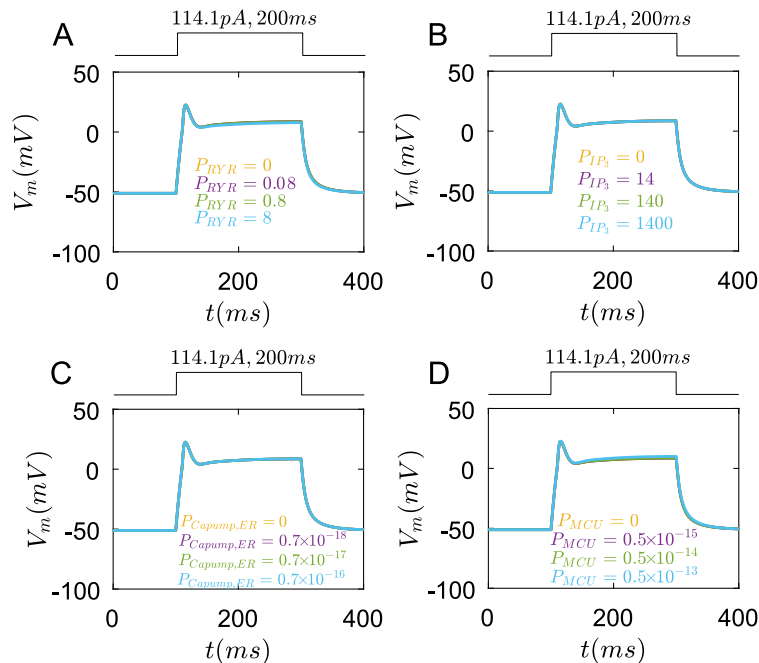 A
114.1pA, 200ms
50
0
-50
-100
V_m(mV)
P_RYR = 0
P_RYR = 0.08
P_RYR = 0.8
P_RYR = 8
0
200
400
t(ms)
B
114.1pA, 200ms
50
0
-50
-100
V_m(mV)
P_IP₃ = 0
P_IP₃ = 14
P_IP₃ = 140
P_IP₃ = 1400
0
200
400
t(ms)
C
114.1pA, 200ms
50
0
-50
-100
V_m(mV)
P_Capump,ER = 0
P_Capump,ER = 0.7×10⁻¹⁸
P_Capump,ER = 0.7×10⁻¹⁷
P_Capump,ER = 0.7×10⁻¹⁶
0
200
400
t(ms)
D
114.1pA, 200ms
50
0
-50
-100
V_m(mV)
P_MCU = 0
P_MCU = 0.5×10⁻¹⁵
P_MCU = 0.5×10⁻¹⁴
P_MCU = 0.5×10⁻¹³
0
200
400
t(ms)